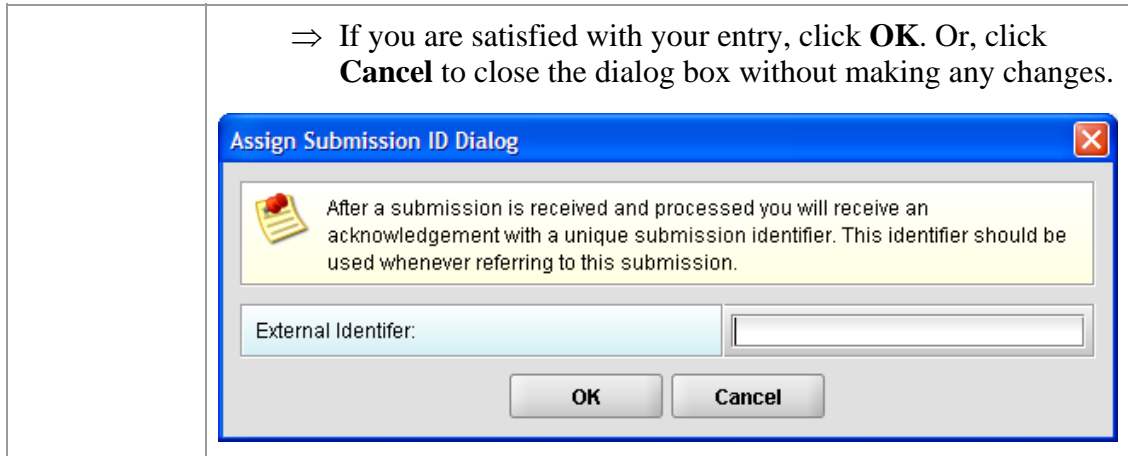 ⇒ If you are satisfied with your entry, click OK. Or, click
Cancel to close the dialog box without making any changes.
Assign Submission ID Dialog
After a submission is received and processed you will receive an
acknowledgement with a unique submission identifier. This identifier should be
used whenever referring to this submission.
External Identifer:
OK Cancel